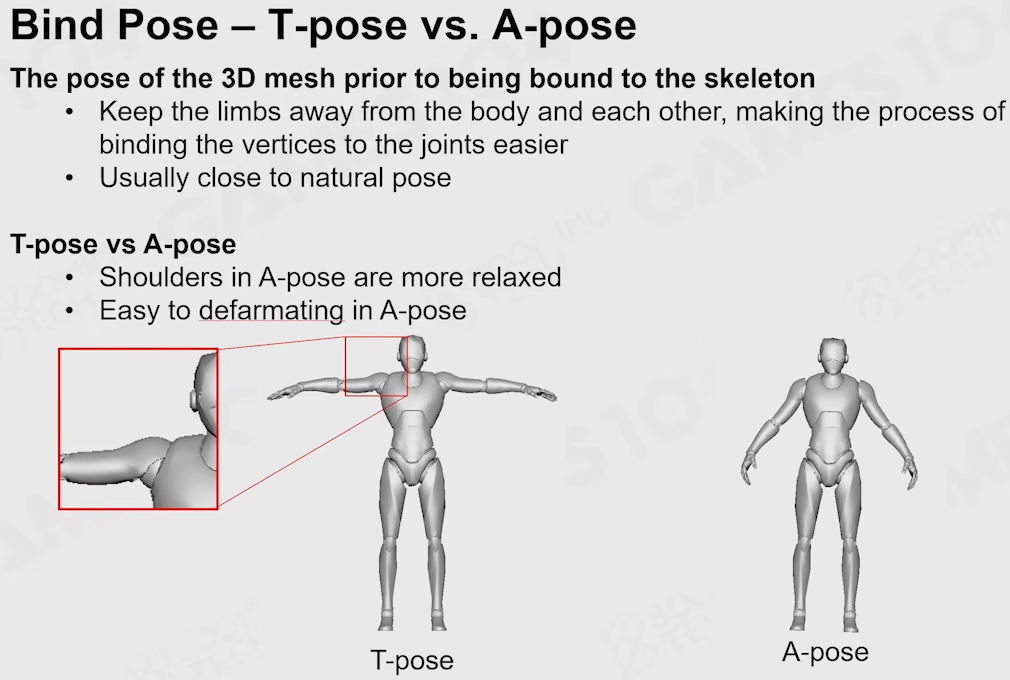 Bind Pose – T-pose vs. A-pose
The pose of the 3D mesh prior to being bound to the skeleton
• Keep the limbs away from the body and each other, making the process of
binding the vertices to the joints easier
• Usually close to natural pose
T-pose vs A-pose
• Shoulders in A-pose are more relaxed
• Easy to defarmating in A-pose
T-pose
A-pose